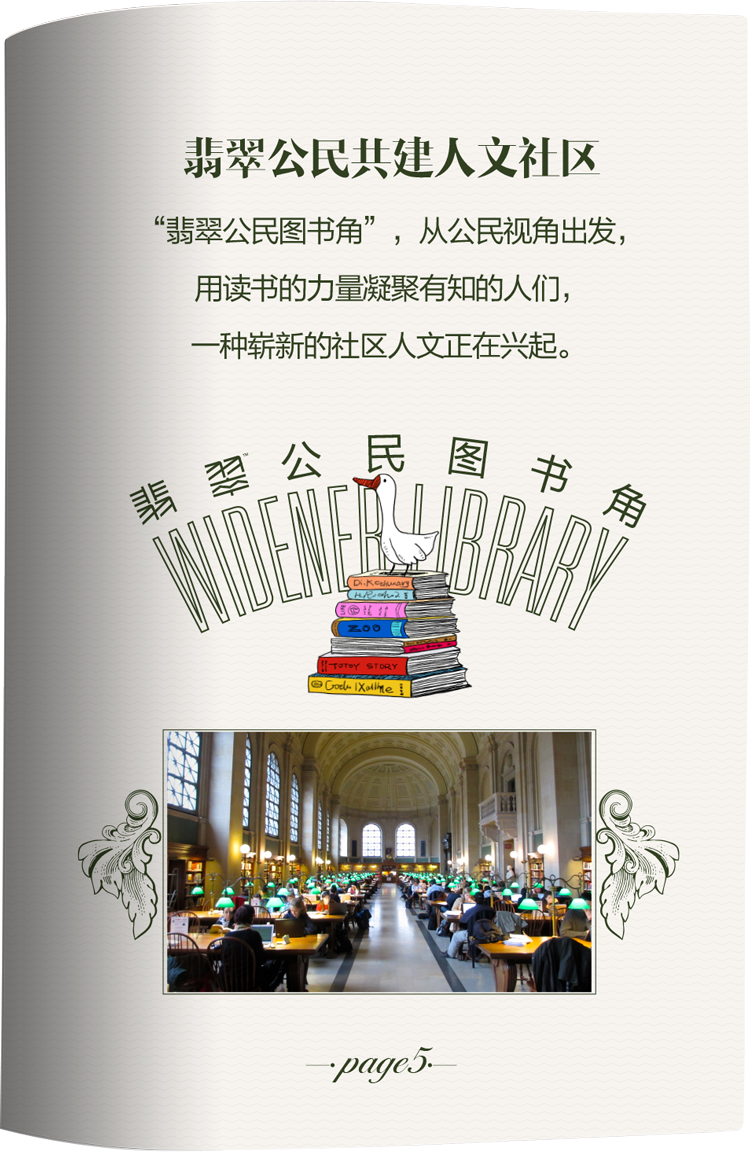 翡翠公民共建人文社区
“翡翠公民图书角”，从公民视角出发，
用读书的力量凝聚有知的人们，
一种崭新的社区人文正在兴起。
翡翠公民图书角
WIDENER LIBRARY
ZOO
TOTOY STORY
page5